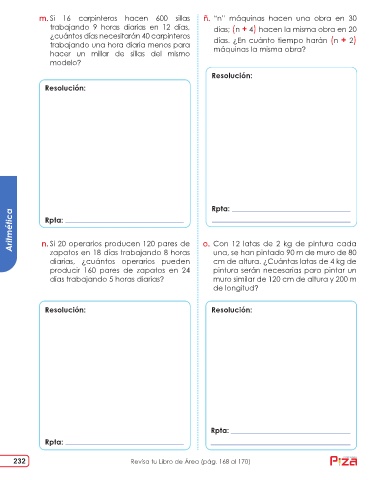 m. Si 16 carpinteros hacen 600 sillas
trabajando 9 horas diarias en 12 días,
¿cuántos días necesitarán 40 carpinteros
trabajando una hora diaria menos para
hacer un millar de sillas del mismo
modelo?
Resolución:
Rpta:
ñ. "n" máquinas hacen una obra en 30
días; (n + 4) hacen la misma obra en 20
días. ¿En cuánto tiempo harán (n + 2)
máquinas la misma obra?
Resolución:
Rpta:
Aritmética
n. Si 20 operarios producen 120 pares de
zapatos en 18 días trabajando 8 horas
diarias, ¿cuántos operarios pueden
producir 160 pares de zapatos en 24
días trabajando 5 horas diarias?
Resolución:
Rpta:
o. Con 12 latas de 2 kg de pintura cada
una, se han pintado 90 m de muro de 80
cm de altura. ¿Cuántas latas de 4 kg de
pintura serán necesarias para pintar un
muro similar de 120 cm de altura y 200 m
de longitud?
Resolución:
Rpta:
232
Revisa tu Libro de Área (pág. 168 al 170)
Pizza